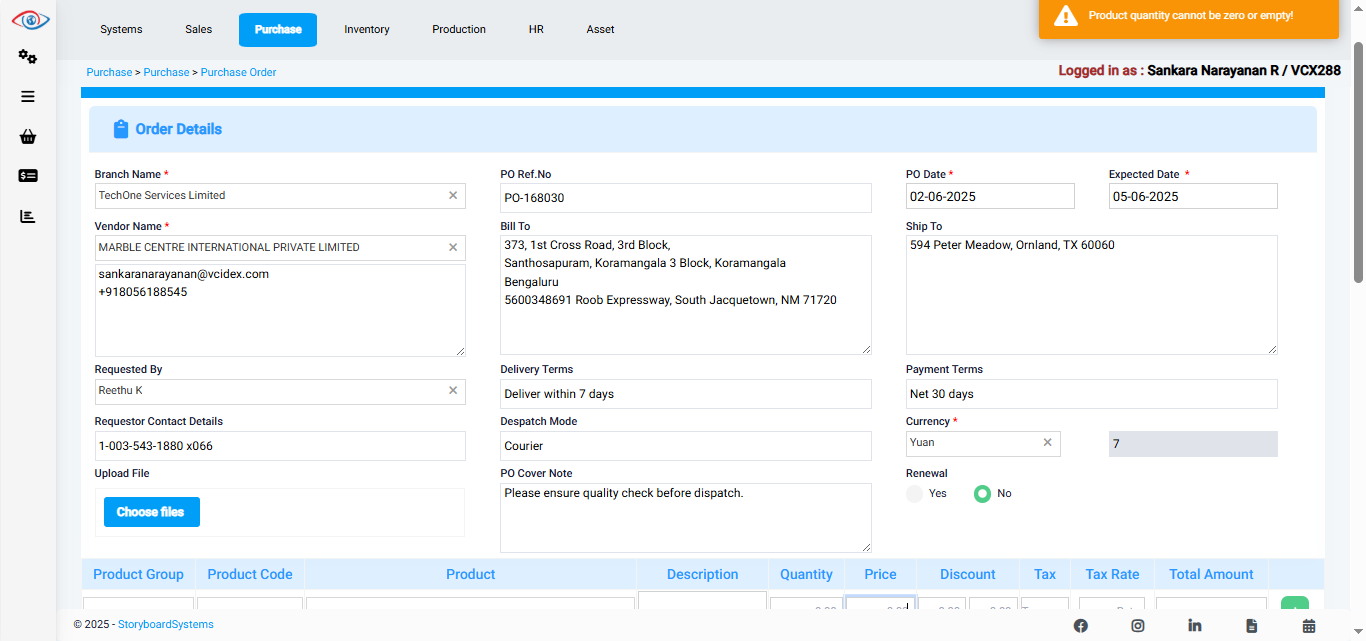 Systems
Sales
Purchase
Inventory
Production
HR
Asset
Product quantity cannot be zero or empty!
Purchase > Purchase > Purchase Order
Logged in as : Sankara Narayanan R / VCX288
Order Details
Branch Name *
TechOne Services Limited
PO Ref.No
PO-168030
PO Date *
02-06-2025
Expected Date *
05-06-2025
Vendor Name *
MARBLE CENTRE INTERNATIONAL PRIVATE LIMITED
sankaranarayanan@vcidex.com
+918056188545
Bill To
373, 1st Cross Road, 3rd Block,
Santhosapuram, Koramangala 3 Block, Koramangala
Bengaluru
5600348691 Roob Expressway, South Jacquetown, NM 71720
Ship To
594 Peter Meadow, Ornland, TX 60060
Requested By
Reethu K
Delivery Terms
Deliver within 7 days
Payment Terms
Net 30 days
Requestor Contact Details
1-003-543-1880 x066
Despatch Mode
Courier
Currency *
Yuan
7
Upload File
Choose files
PO Cover Note
Please ensure quality check before dispatch.
Renewal
Yes
No
Product Group
Product Code
Product
Description
Quantity
Price
Discount
Tax
Tax Rate
Total Amount
© 2025 - StoryboardSystems